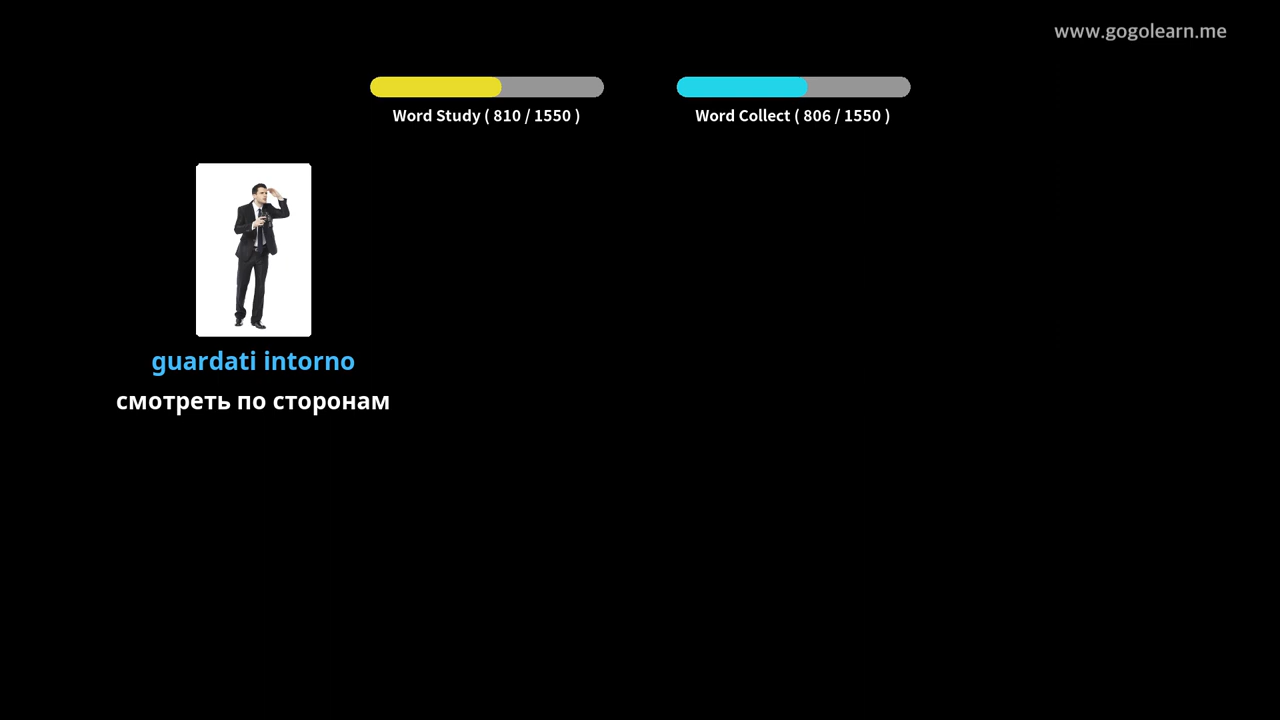 www.gogolearn.me
Word Study ( 810 / 1550 )
Word Collect ( 806 / 1550 )
guardati intorno
смотреть по сторонам